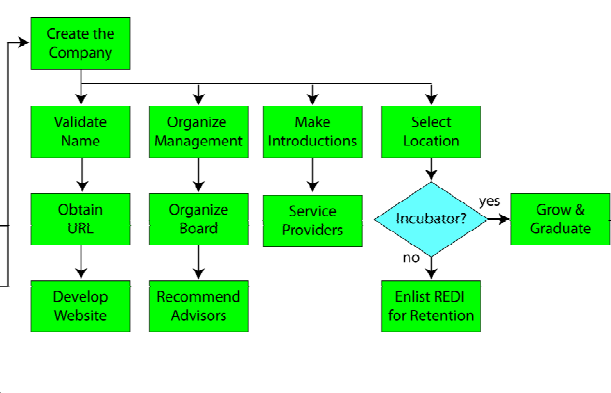 Create the
Company
Validate
Name
Organize
Management
Make
Introductions
Select
Location
Obtain
URL
Organize
Board
Service
Providers
Incubator?
yes
Grow &
Graduate
no
Develop
Website
Recommend
Advisors
Enlist REDI
for Retention